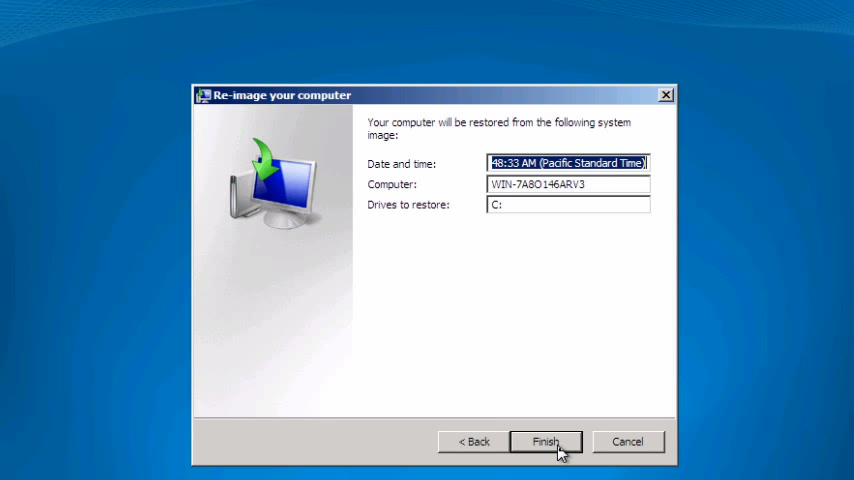 Re-image your computer
Your computer will be restored from the following system
image:
Date and time: 48:33 AM (Pacific Standard Time)
Computer: WIN-7A8O146ARV3
Drives to restore: C:
< Back Finish Cancel